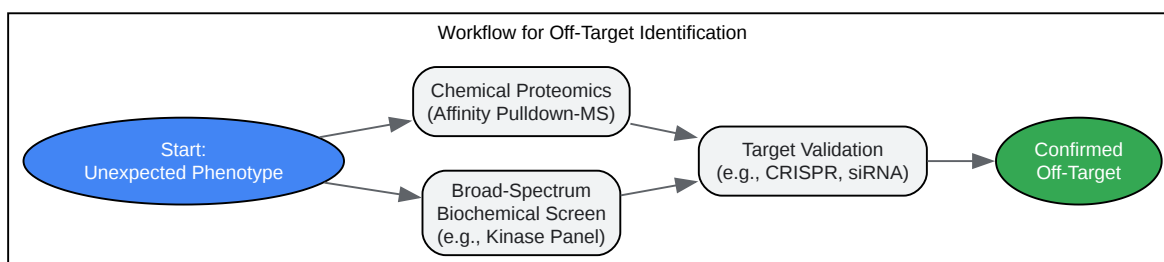 Workflow for Off-Target Identification
Start:
Unexpected Phenotype
Chemical Proteomics
(Affinity Pulldown-MS)
Broad-Spectrum
Biochemical Screen
(e.g., Kinase Panel)
Target Validation
(e.g., CRISPR, siRNA)
Confirmed
Off-Target